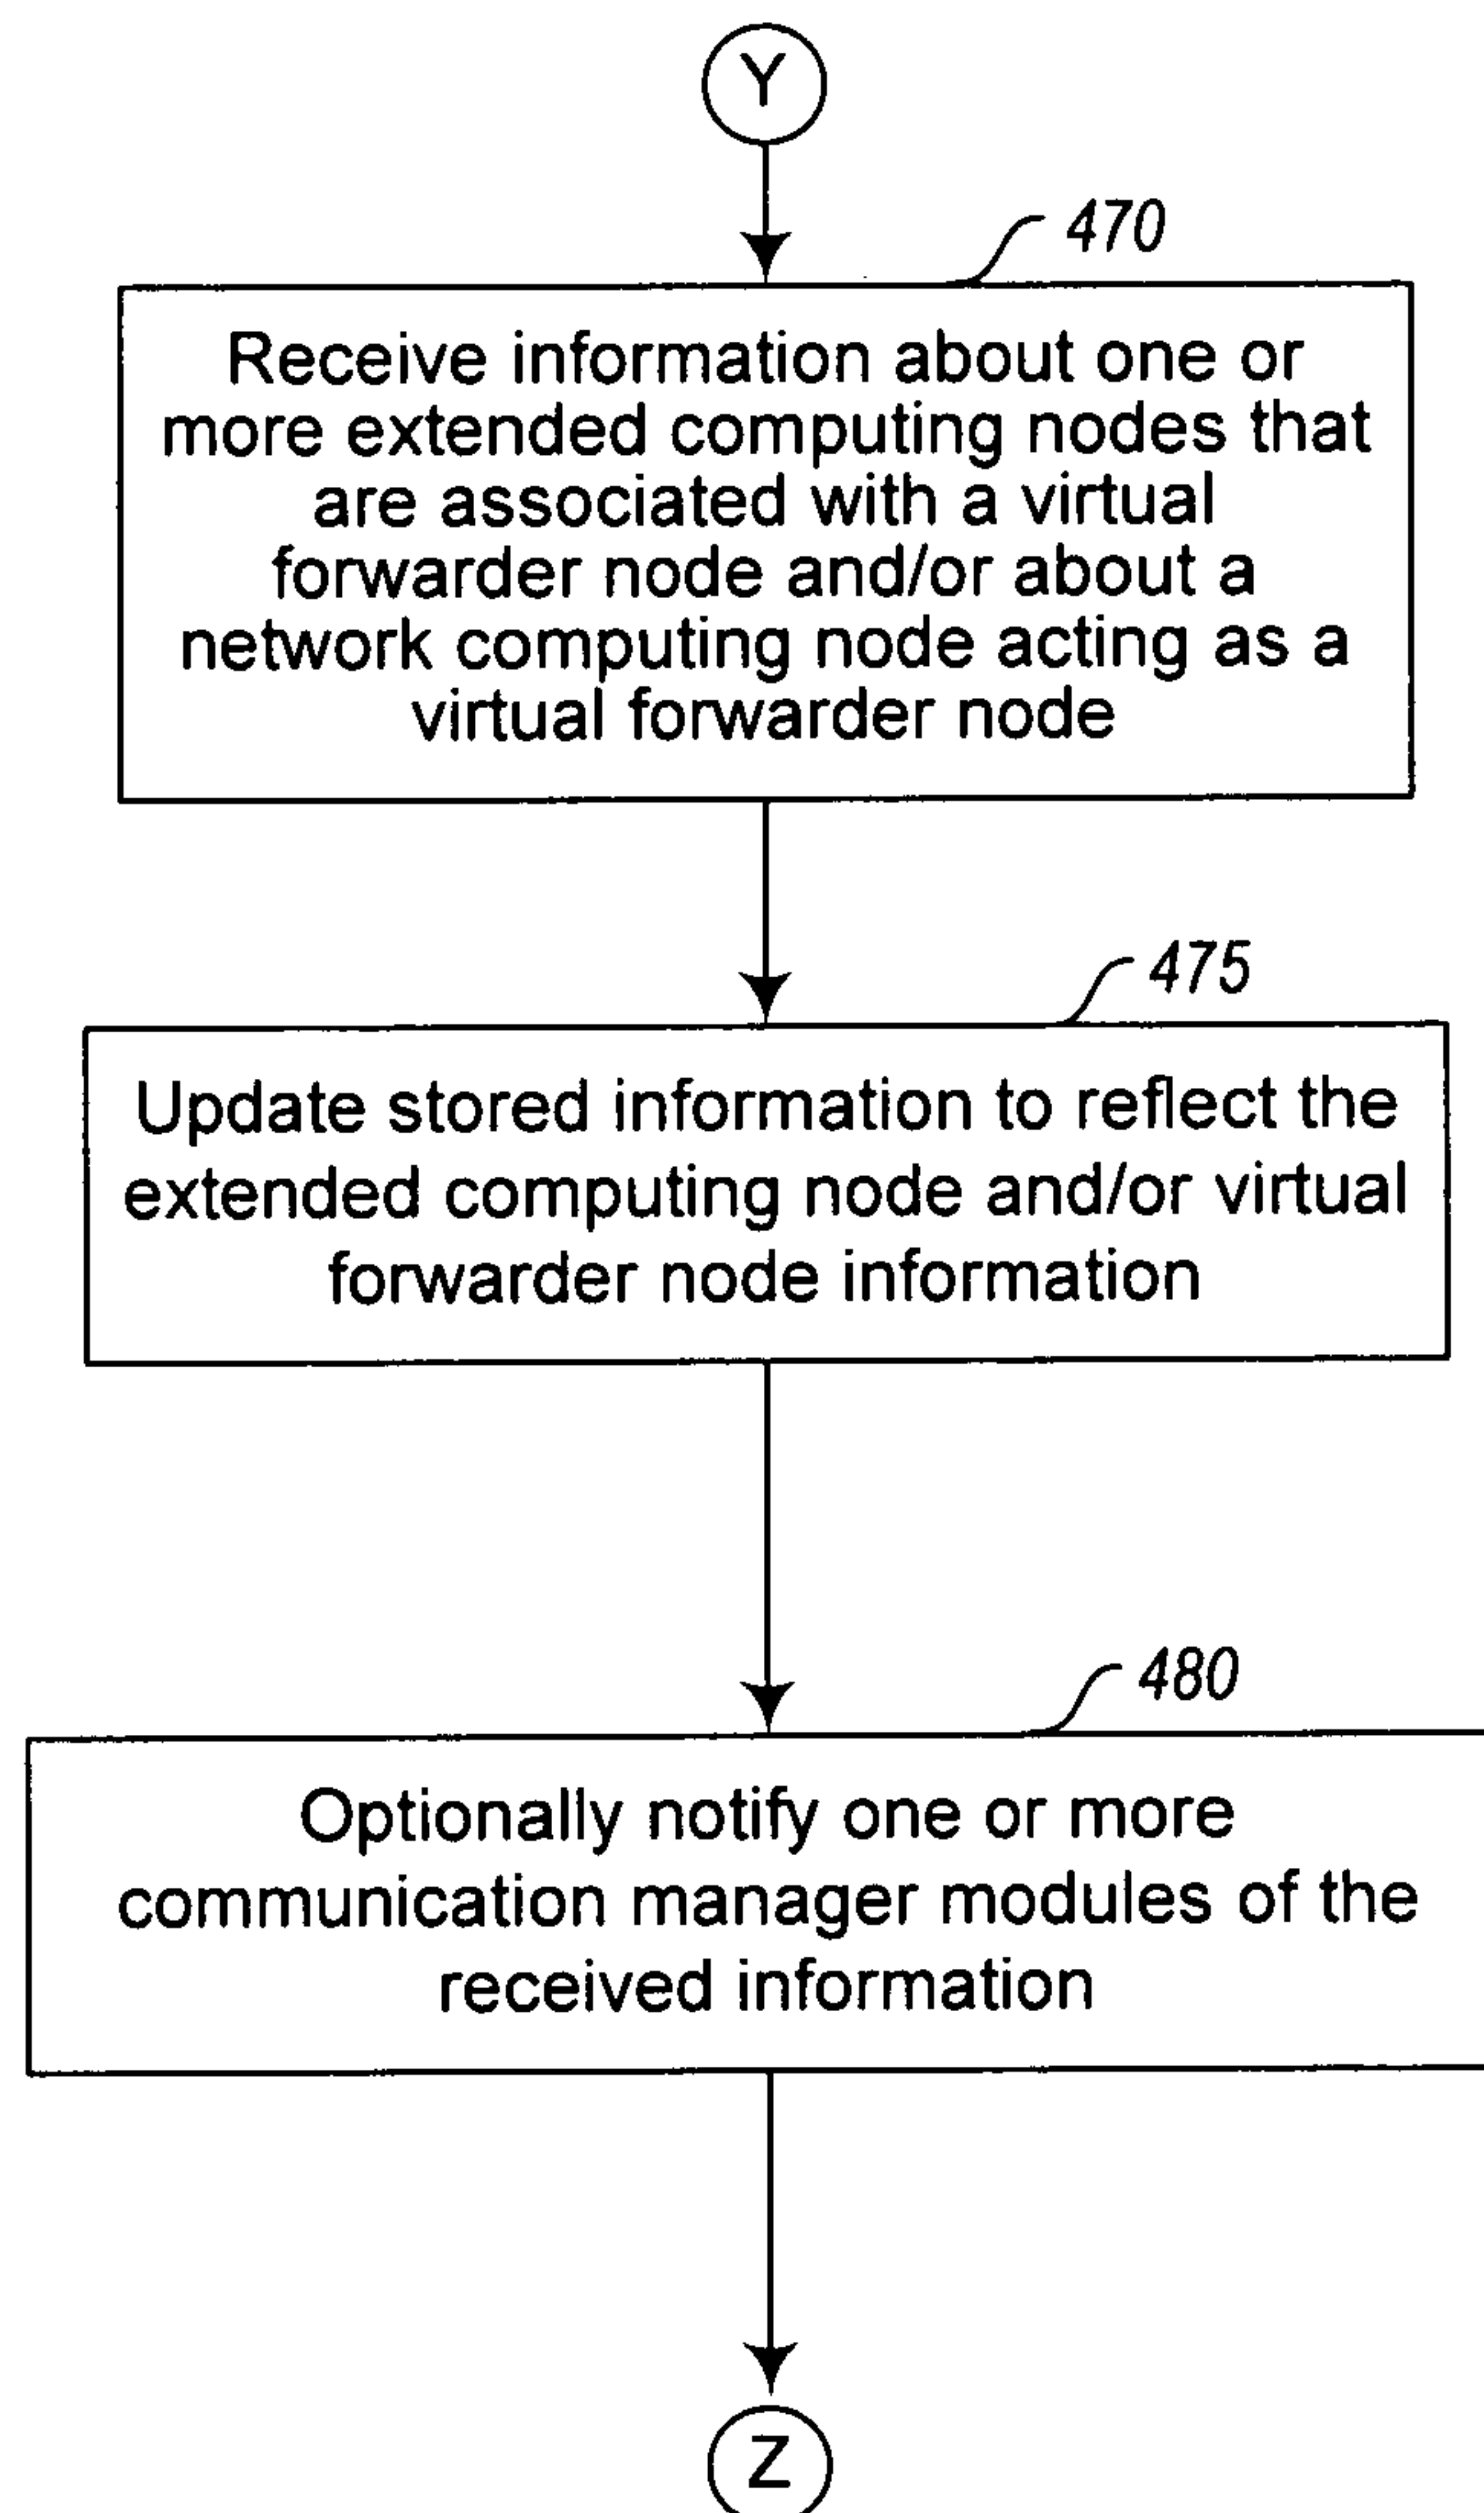 Y
470
Receive information about one or
more extended computing nodes that
are associated with a virtual
forwarder node and/or about a
network computing node acting as a
virtual forwarder node
475
Update stored information to reflect the
extended computing node and/or virtual
forwarder node information
480
Optionally notify one or more
communication manager modules of the
received information
Z